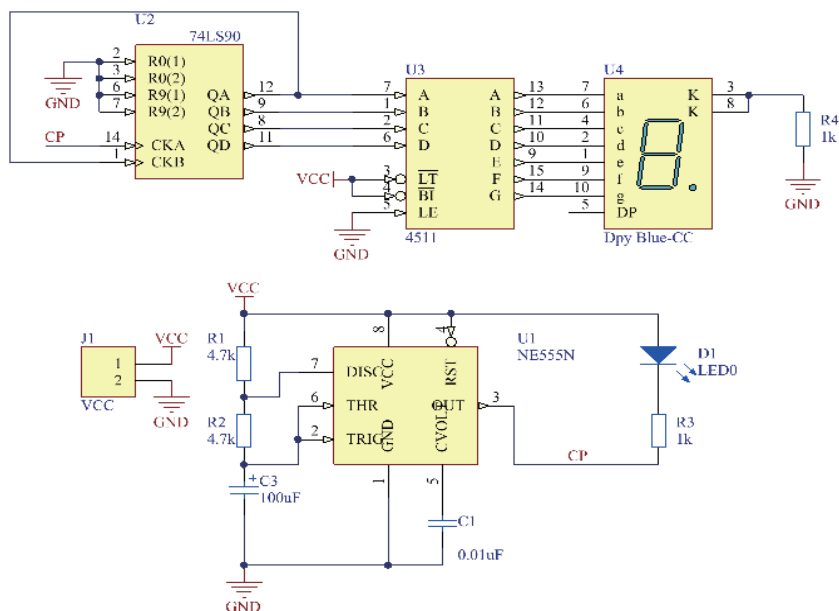 U2
74LS90
2 R0(1)
3 R0(2)
6 R9(1) QA 12
7 R9(2) QB 9
QC 8
CP 14 CKA QD 11
1 CKB
GND
U3
7 A A 13
1 B B 12
2 C C 11
6 D D 10
E 9
VCC 3 LT F 15
4 BI G 14
5 LE
GND
4511
U4
7 a K 3
6 b K 8
4 c
2 d
1 e
9 f
10 g
5 DP
8.
Dpy Blue-CC
R4
1k
GND
VCC
J1
1 VCC
2
VCC
GND
R1
4.7k
R2
4.7k
C3
+
100uF
GND
U1
NE555N
8 VCC
4 RST
7 DISC
6 THR
2 TRIG
OUT 3
GND 1
CVOLT 5
C1
0.01uF
CP
D1
LED0
R3
1k